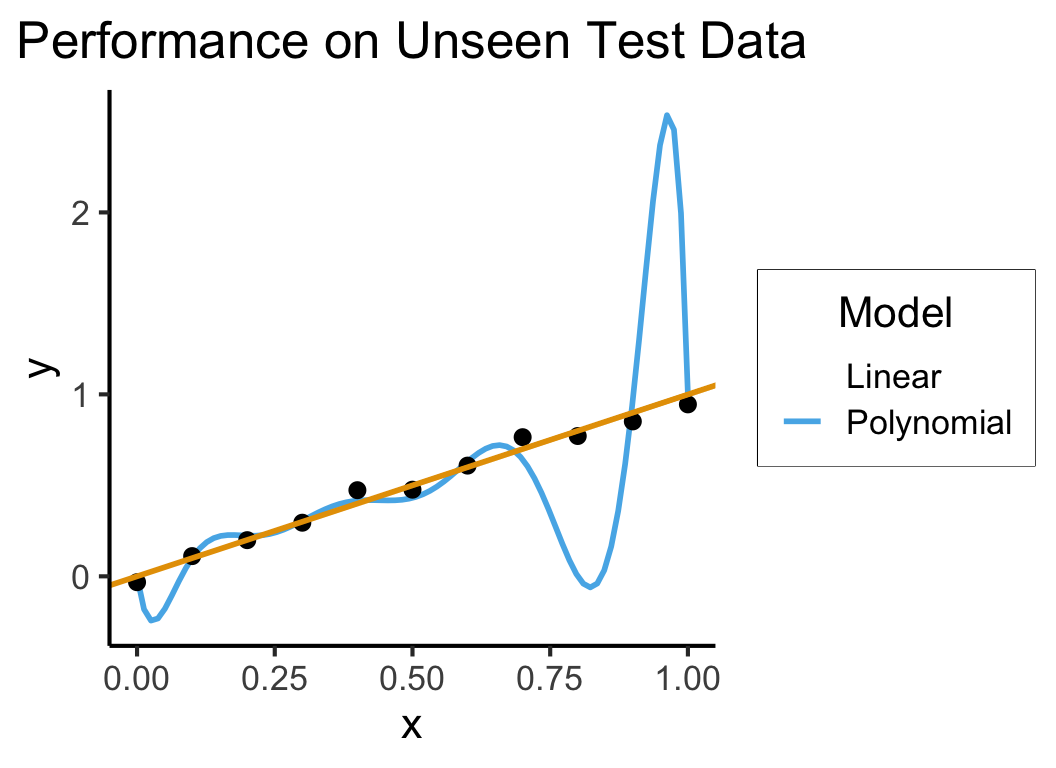 Performance on Unseen Test Data
y
2
1
0
0.00 0.25 0.50 0.75 1.00
x
Model
Linear
Polynomial